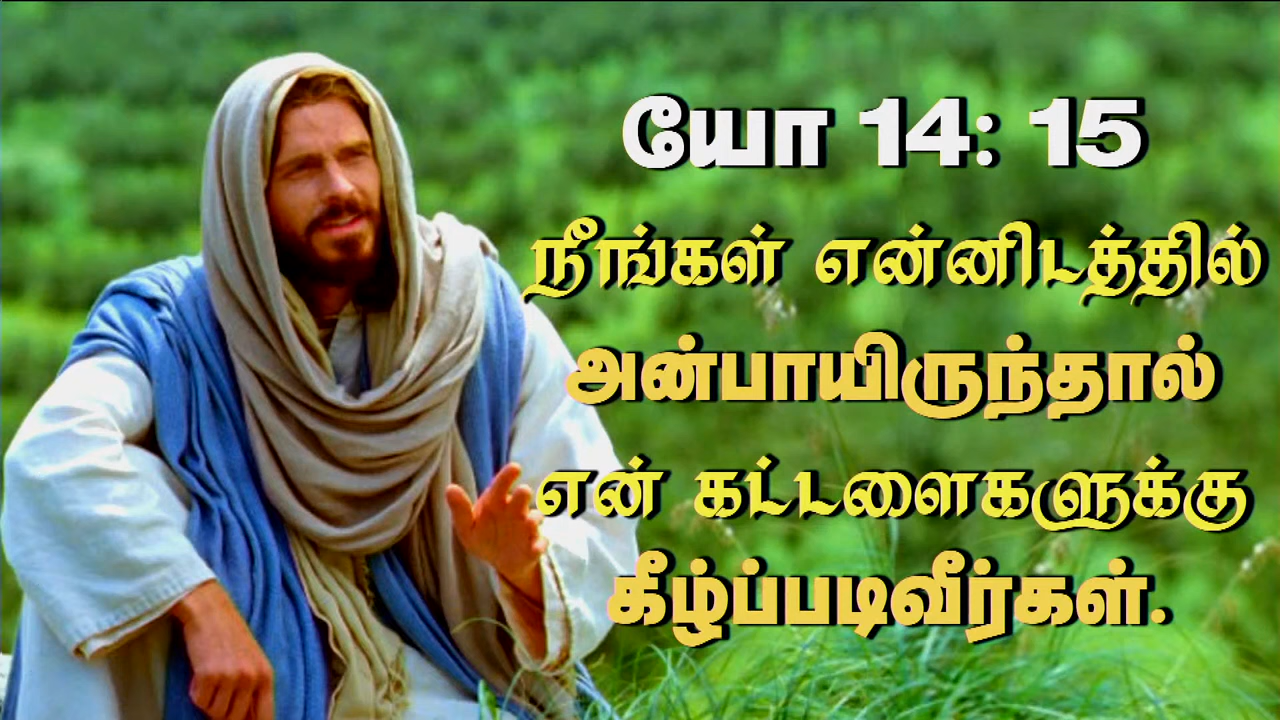 யோ 14: 15
நீங்கள் என்னிடத்தில்
அன்பாயிருந்தால்
என் கட்டளைகளுக்கு
கீழ்ப்படிவீர்கள்.